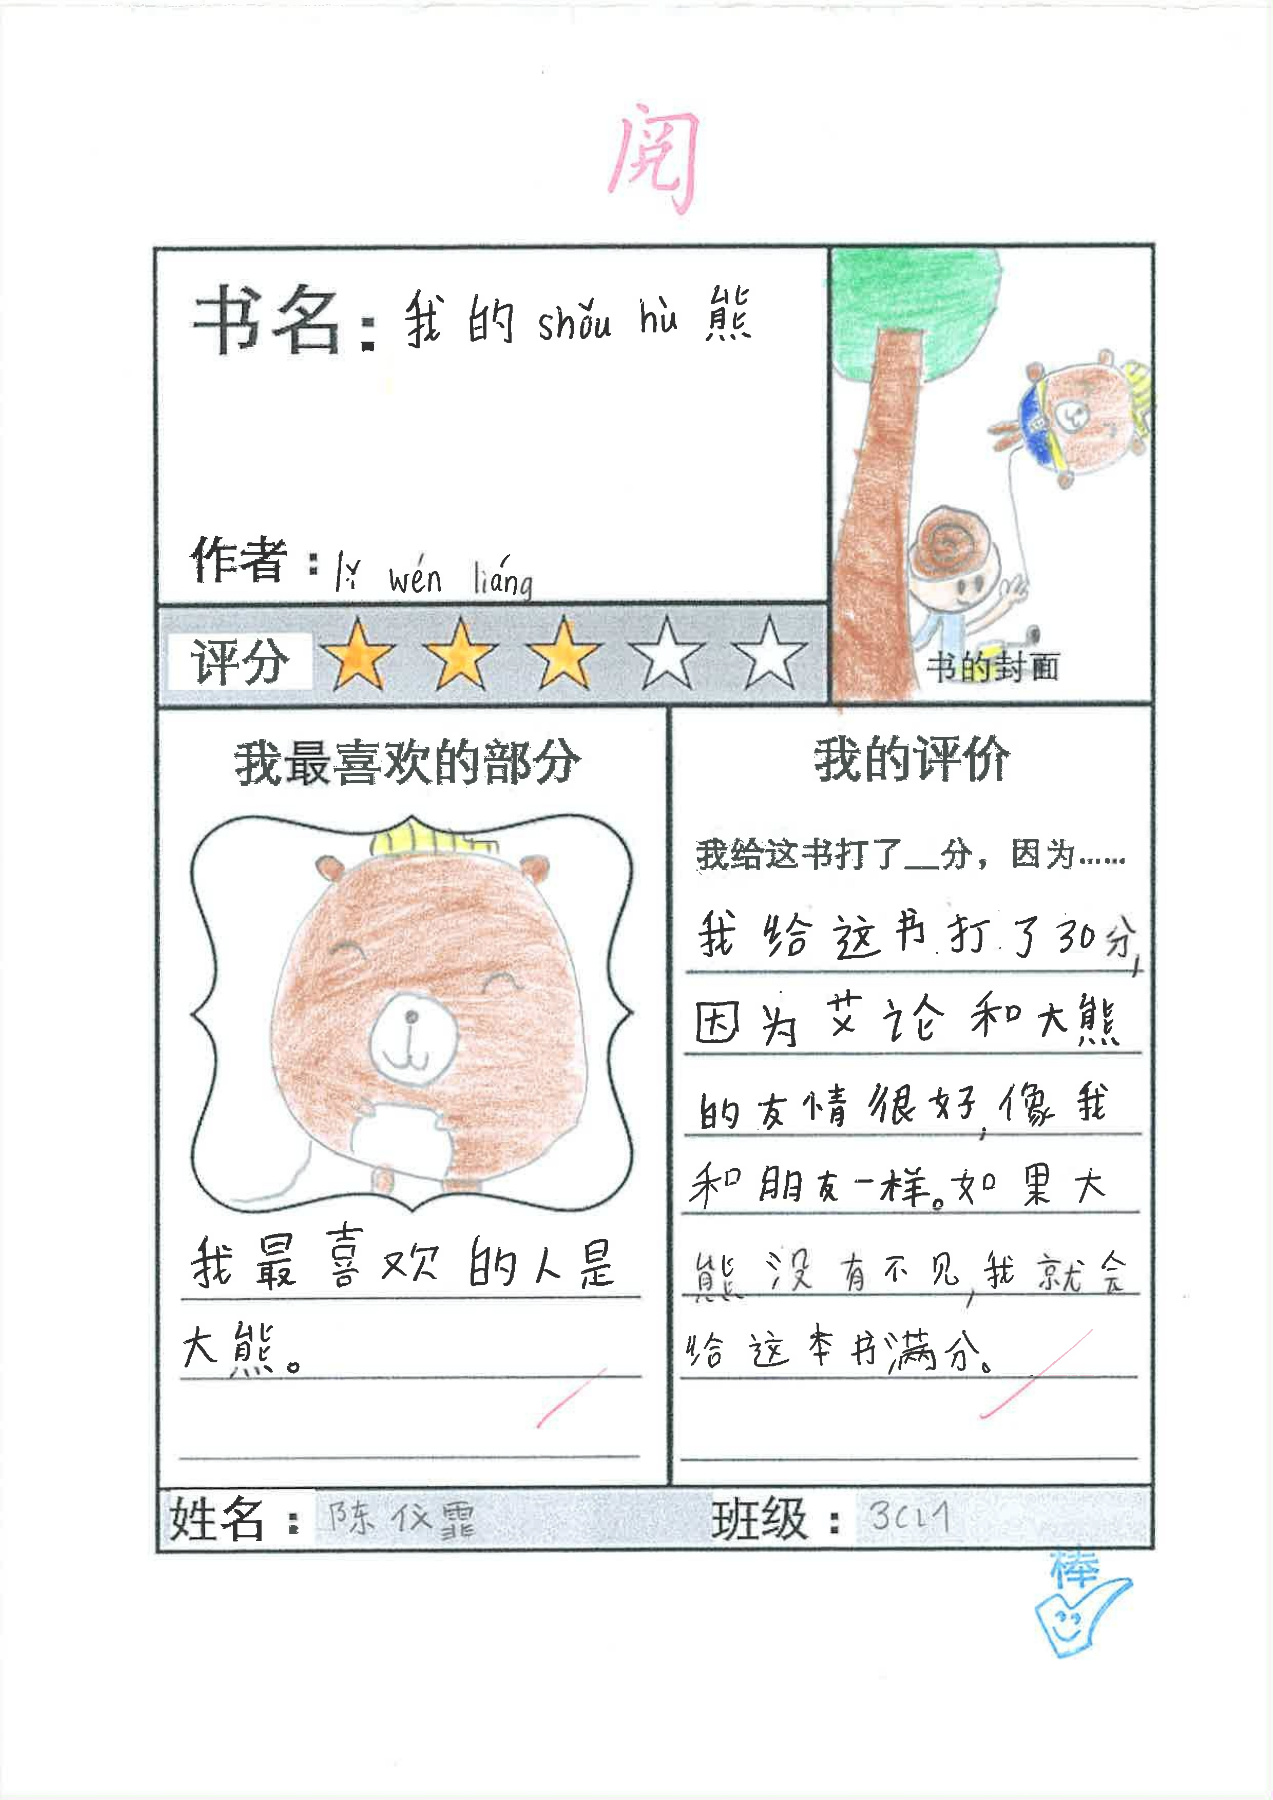 阅
书名：我的 shǒu hù 熊
作者：lǐ wén liáng
评分
书的封面
我最喜欢的部分
我最喜欢的人是
大熊。
我的评价
我给这书打了__分，因为……
我给这书打了30分，
因为艾论和大熊
的友情很好，像我
和朋友一样。如果大
熊没有不见，我就会
给这本书满分。
姓名：陈仪霏 班级：3CL1
棒